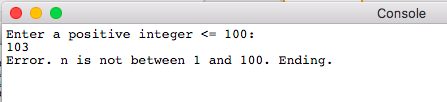 Console
Enter a positive integer <= 100:
103
Error. n is not between 1 and 100. Ending.